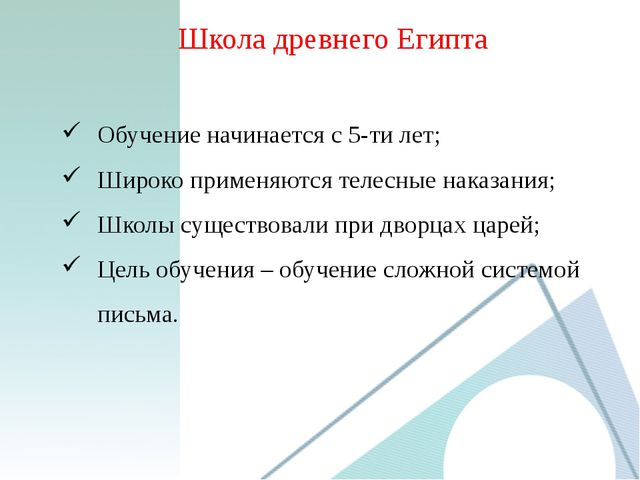 Школа древнего Египта
Обучение начинается с 5-ти лет;
Широко применяются телесные наказания;
Школы существовали при дворцах царей;
Цель обучения – обучение сложной системой
письма.